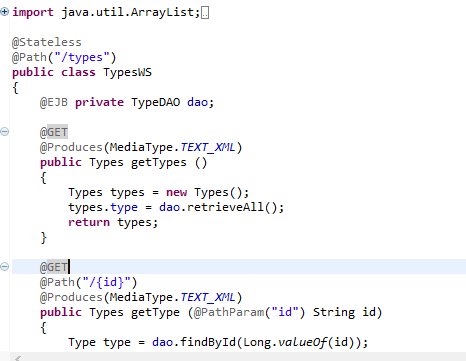 import java.util.ArrayList;
@Stateless
@Path("/types")
public class TypesWS
{
    @EJB private TypeDAO dao;
    @GET
    @Produces(MediaType.TEXT_XML)
    public Types getTypes ()
    {
        Types types = new Types();
        types.type = dao.retrieveAll();
        return types;
    }
    @GET
    @Path("/{id}")
    @Produces(MediaType.TEXT_XML)
    public Types getType (@PathParam("id") String id)
    {
        Type type = dao.findById(Long.valueOf(id));